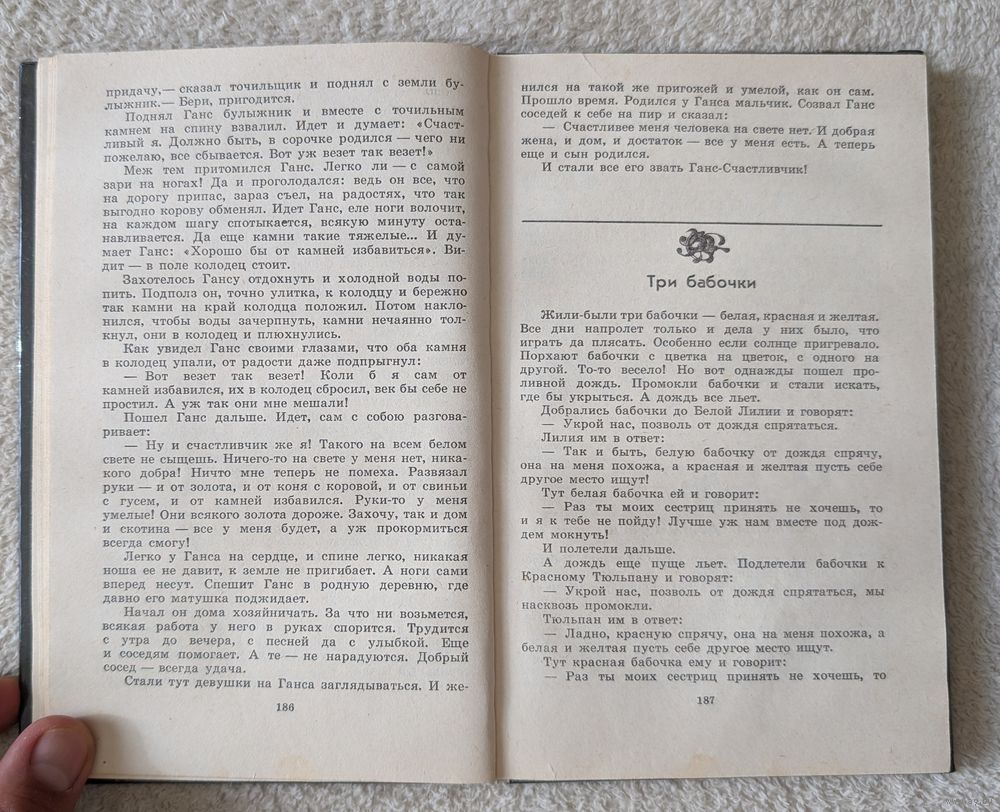 придачу,— сказал точильщик и поднял с земли бу-
лыжник.— Бери, пригодится.
Поднял Ганс булыжник и вместе с точильным
камнем на спину взвалил. Идет и думает: «Счаст-
ливый я. Должно быть, в сорочке родился — чего ни
пожелаю, все сбывается. Вот уж везет так везет!»
Меж тем притомился Ганс. Легко ли — с самой
зари на ногах! Да и проголодался: ведь он все, что
на дорогу припас, зараз съел, на радостях, что так
выгодно корову обменял. Идет Ганс, еле ноги волочит,
на каждом шагу спотыкается, всякую минуту оста-
навливается. Да еще камни такие тяжелые... И ду-
мает Ганс: «Хорошо бы от камней избавиться». Ви-
дит — в поле колодец стоит.
Захотелось Гансу отдохнуть и холодной воды по-
пить. Подполз он, точно улитка, к колодцу и бережно
так камни на край колодца положил. Потом накло-
нился, чтобы воды зачерпнуть, камни нечаянно тол-
кнул, они в колодец и плюхнулись.
Как увидел Ганс своими глазами, что оба камня
в колодец упали, от радости даже подпрыгнул:
— Вот везет так везет! Коли б я сам от
камней избавился, их в колодец сбросил, век бы себе не
простил. А уж так они мне мешали!
Пошел Ганс дальше. Идет, сам с собою разгова-
ривает:
— Ну и счастливчик же я! Такого на всем белом
свете не сыщешь. Ничего-то на свете у меня нет, ника-
кого добра! Ничто мне теперь не помеха. Развязал
руки — и от золота, и от коня с коровой, и от свиньи
с гусем, и от камней избавился. Руки-то у меня
умелые! Они всякого золота дороже. Захочу, так и дом
и скотина — все у меня будет, а уж прокормиться
всегда смогу!
Легко у Ганса на сердце, и спине легко, никакая
ноша ее не давит, к земле не пригибает. А ноги сами
вперед несут. Спешит Ганс в родную деревню, где
давно его матушка поджидает.
Начал он дома хозяйничать. За что ни возьмется,
всякая работа у него в руках спорится. Трудится
с утра до вечера, с песней да с улыбкой. Еще
и соседям помогает. А те — не нарадуются. Добрый
сосед — всегда удача.
Стали тут девушки на Ганса заглядываться. И же-
186
нился на такой же пригожей и умелой, как он сам.
Прошло время. Родился у Ганса мальчик. Созвал Ганс
соседей к себе на пир и сказал:
— Счастливее меня человека на свете нет. И добрая
жена, и дом, и достаток — все у меня есть. А теперь
еще и сын родился.
И стали все его звать Ганс-Счастливчик!
Три бабочки
Жили-были три бабочки — белая, красная и желтая.
Все дни напролет только и дела у них было, что
играть да плясать. Особенно если солнце пригревало.
Порхают бабочки с цветка на цветок, с одного на
другой. То-то весело! Но вот однажды пошел про-
ливной дождь. Промокли бабочки и стали искать,
где бы укрыться. А дождь все льет.
Добрались бабочки до Белой Лилии и говорят:
— Укрой нас, позволь от дождя спрятаться.
Лилия им в ответ:
— Так и быть, белую бабочку от дождя спрячу,
она на меня похожа, а красная и желтая пусть себе
другое место ищут!
Тут белая бабочка ей и говорит:
— Раз ты моих сестриц принять не хочешь, то
и я к тебе не пойду! Лучше уж нам вместе под дож-
дем мокнуть!
И полетели дальше.
А дождь еще пуще льет. Подлетели бабочки к
Красному Тюльпану и говорят:
— Укрой нас, позволь от дождя спрятаться, мы
насквозь промокли.
Тюльпан им в ответ:
— Ладно, красную спрячу, она на меня похожа, а
белая и желтая пусть себе другое место ищут.
Тут красная бабочка ему и говорит:
— Раз ты моих сестриц принять не хочешь, то
187